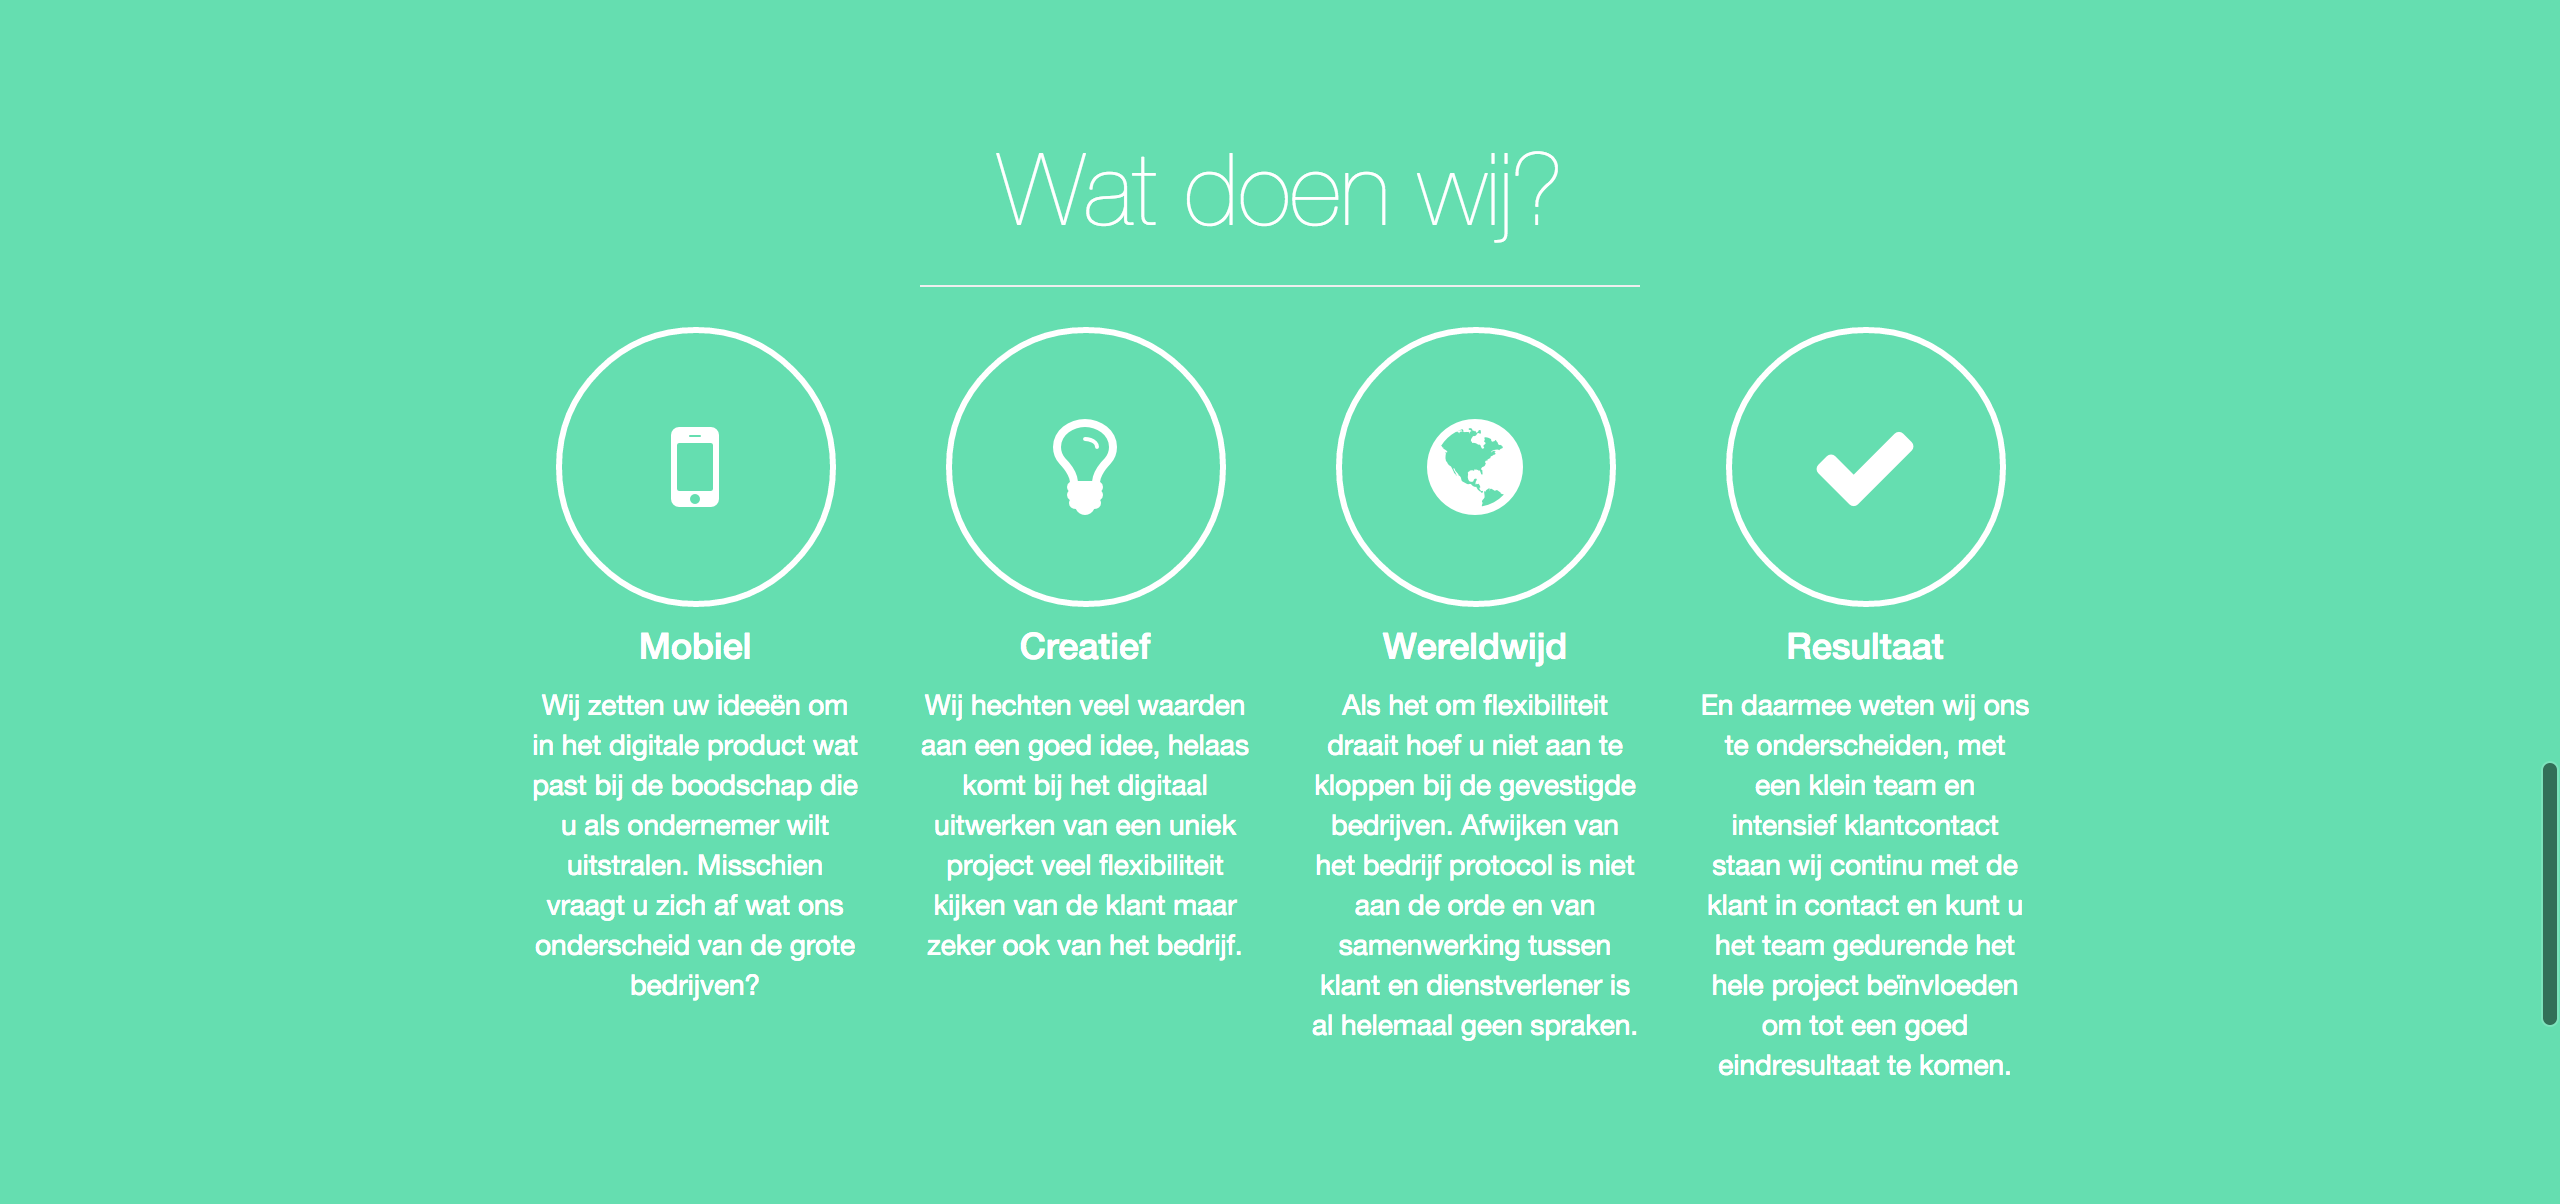 Wat doen wij?
Mobiel
Wij zetten uw ideeën om
in het digitale product wat
past bij de boodschap die
u als ondernemer wilt
uitstralen. Misschien
vraagt u zich af wat ons
onderscheid van de grote
bedrijven?
Creatief
Wij hechten veel waarden
aan een goed idee, helaas
komt bij het digitaal
uitwerken van een uniek
project veel flexibiliteit
kijken van de klant maar
zeker ook van het bedrijf.
Wereldwijd
Als het om flexibiliteit
draait hoef u niet aan te
kloppen bij de gevestigde
bedrijven. Afwijken van
het bedrijf protocol is niet
aan de orde en van
samenwerking tussen
klant en dienstverlener is
al helemaal geen spraken.
Resultaat
En daarmee weten wij ons
te onderscheiden, met
een klein team en
intensief klantcontact
staan wij continu met de
klant in contact en kunt u
het team gedurende het
hele project beïnvloeden
om tot een goed
eindresultaat te komen.